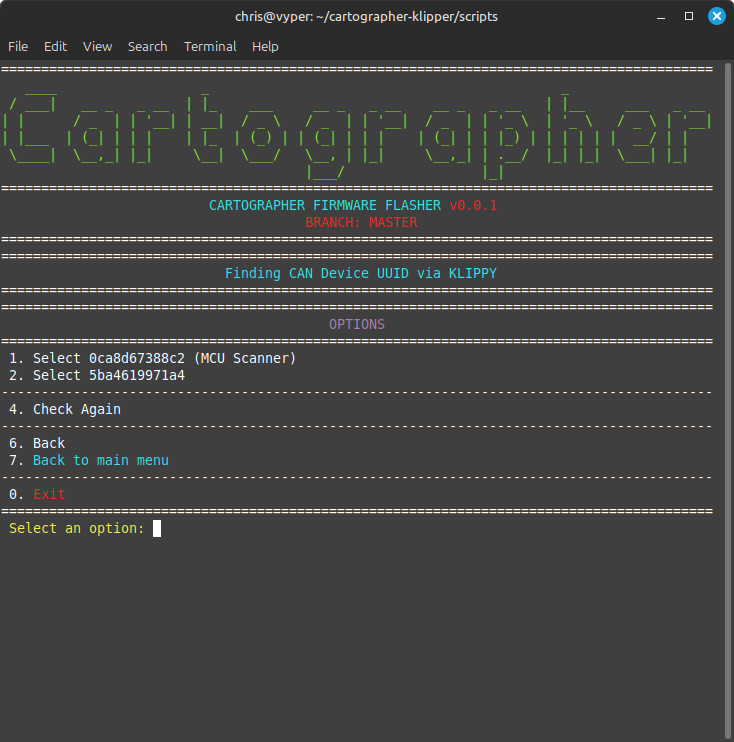 chris@vyper: ~/cartographer-klipper/scripts
File Edit View Search Terminal Help
Cartographer
CARTOGRAPHER FIRMWARE FLASHER v0.0.1
BRANCH: MASTER
Finding CAN Device UUID via KLIPPY
OPTIONS
1. Select 0ca8d67388c2 (MCU Scanner)
2. Select 5ba4619971a4
4. Check Again
6. Back
7. Back to main menu
0. Exit
Select an option: